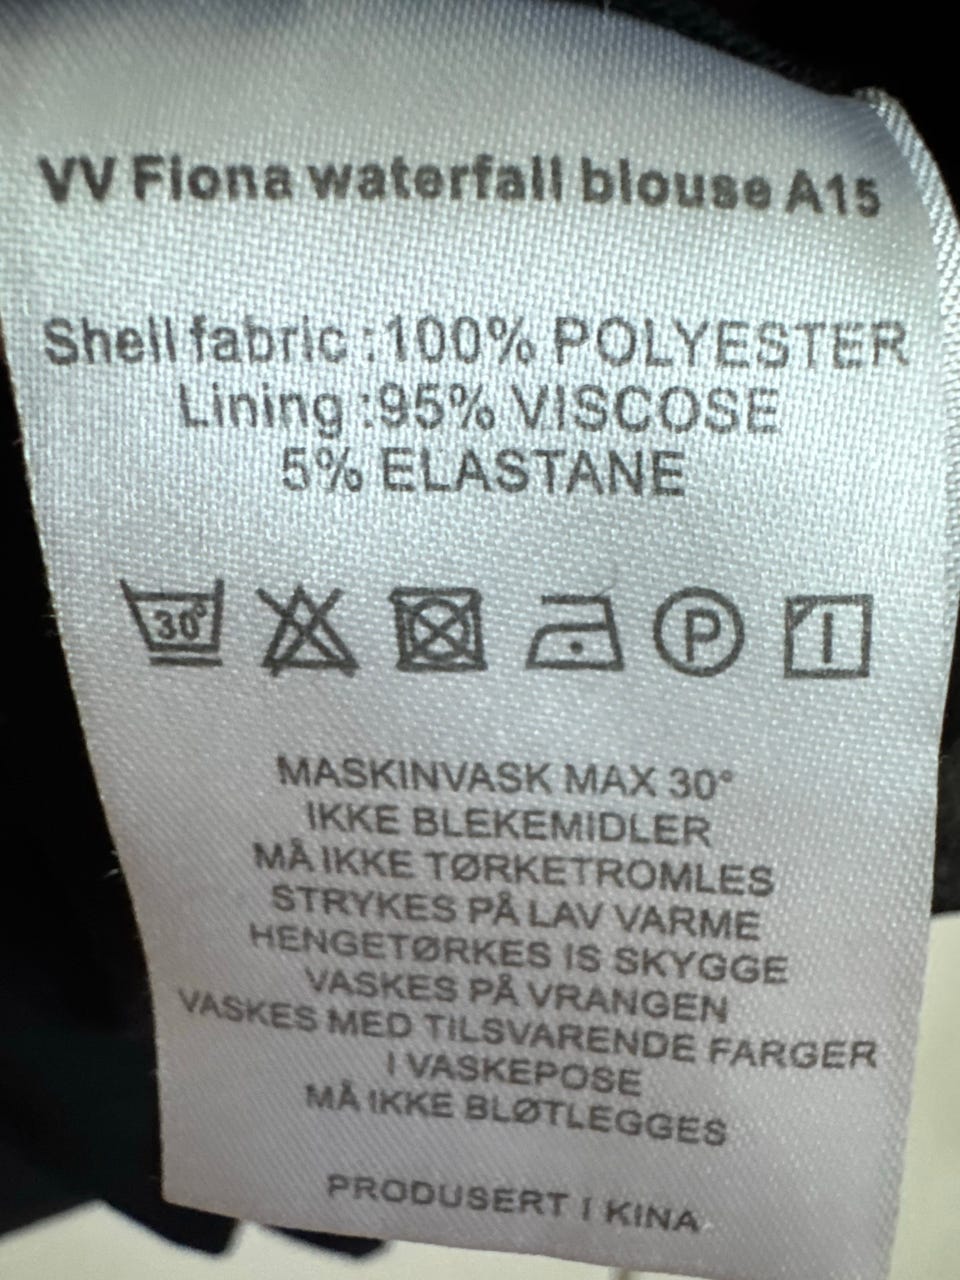 VV Fiona waterfall blouse A15
Shell fabric :100% POLYESTER
Lining :95% VISCOSE
5% ELASTANE
30° P
MASKINVASK MAX 30°
IKKE BLEKEMIDLER
MÅ IKKE TØRKETROMLES
STRYKES PÅ LAV VARME
HENGETØRKES IS SKYGGE
VASKES PÅ VRANGEN
VASKES MED TILSVARENDE FARGER
I VASKEPOSE
MÅ IKKE BLØTLEGGES
PRODUSERT I KINA